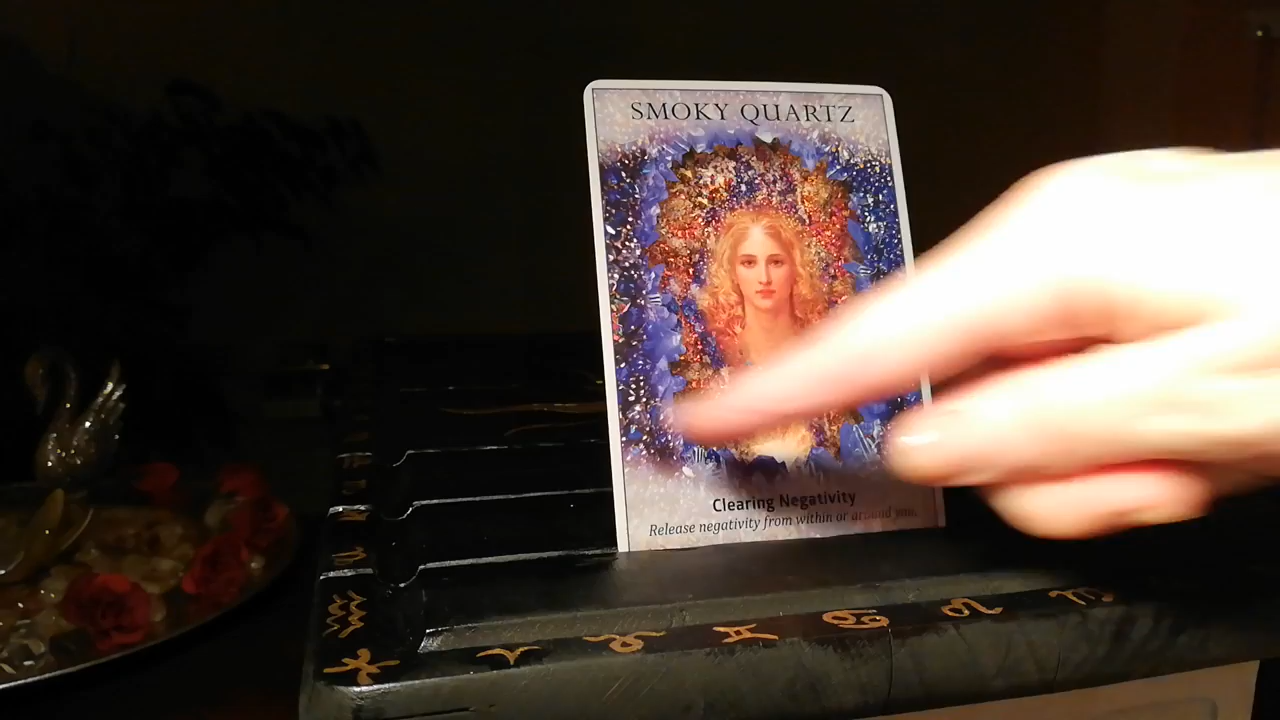 SMOKY QUARTZ
Clearing Negativity
Release negativity from within or around you.